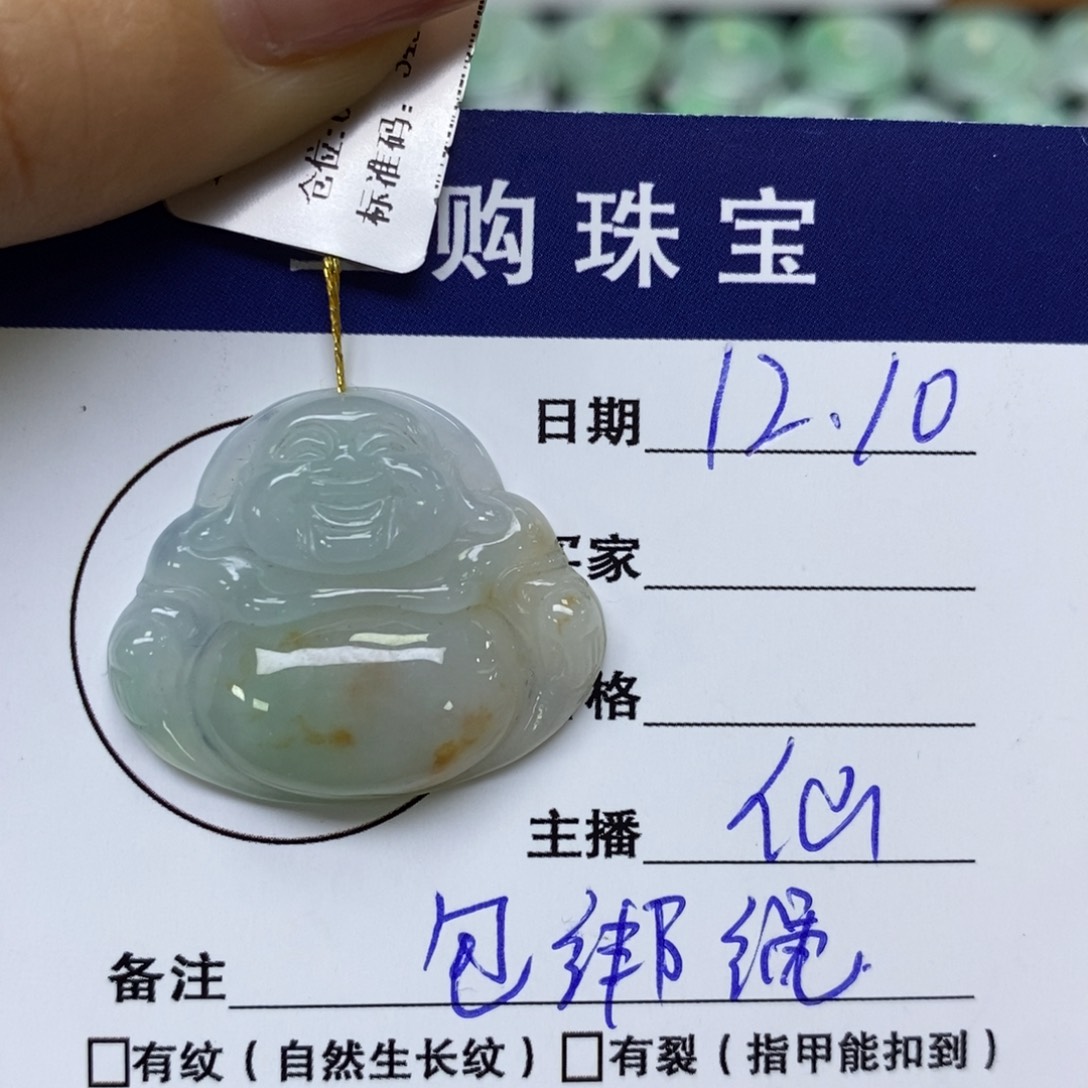 仓位:0
标准码:
购珠宝
日期 12.10
家
格
主播 仙
备注 包绑绳
□有纹(自然生长纹) □有裂(指甲能扣到)